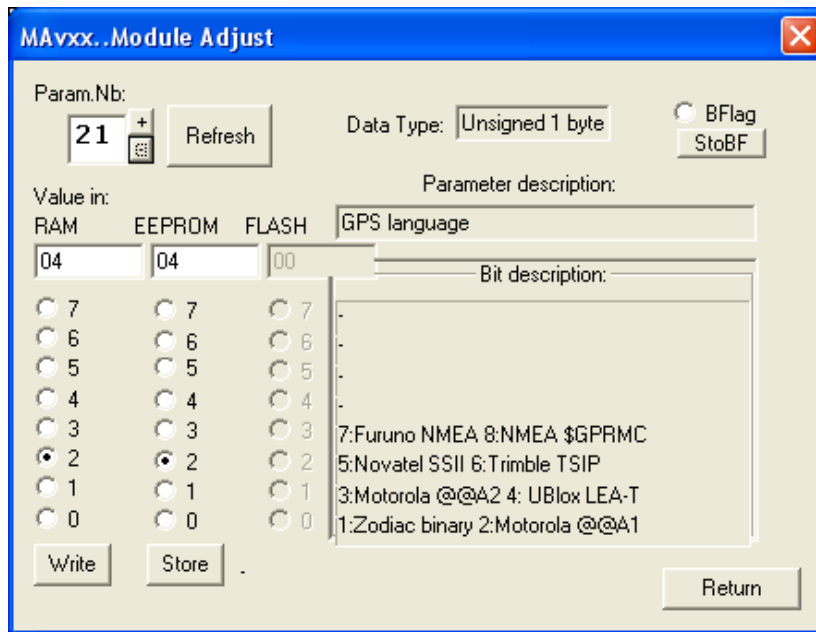 MAvxx..Module Adjust
Param.Nb:
21
+
-
Refresh
Data Type: Unsigned 1 byte
BFlag
StoBF
Parameter description:
GPS language
Value in:
RAM EEPROM FLASH
04 04 00
Bit description:
7 7 7 -
6 6 6 -
5 5 5 -
4 4 4 -
3 3 3 7:Furuno NMEA 8:NMEA $GPRMC
2 2 2 5:Novatel SSII 6:Trimble TSIP
1 1 1 3:Motorola @@A2 4: UBlox LEA-T
0 0 0 1:Zodiac binary 2:Motorola @@A1
Write Store -
Return